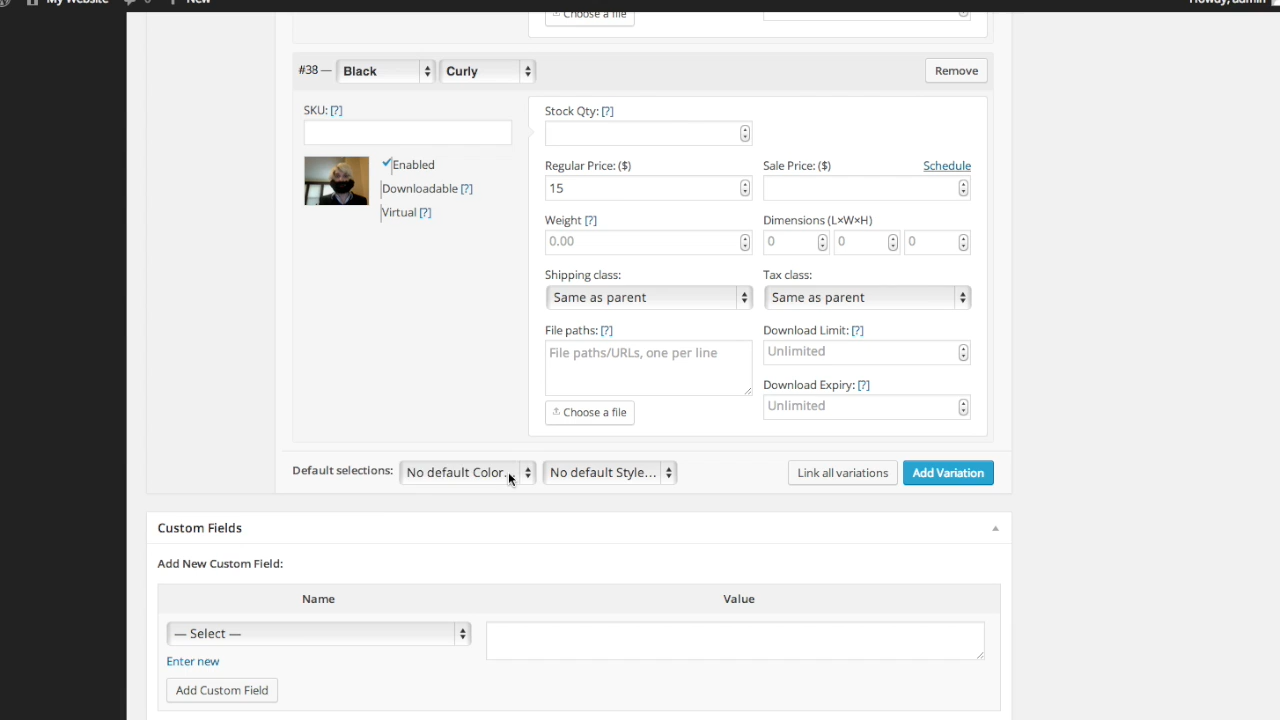 My Website 0 New Howdy, admin
Choose a file
#38 — Black Curly Remove
SKU: [?]
Stock Qty: [?]
Enabled
Downloadable [?]
Virtual [?]
Regular Price: ($) Sale Price: ($) Schedule
15
Weight [?] Dimensions (L×W×H)
0.00 0 0 0
Shipping class: Tax class:
Same as parent Same as parent
File paths: [?] Download Limit: [?]
File paths/URLs, one per line Unlimited
Download Expiry: [?]
Choose a file Unlimited
Default selections: No default Color... No default Style... Link all variations Add Variation
Custom Fields
Add New Custom Field:
Name Value
— Select —
Enter new
Add Custom Field